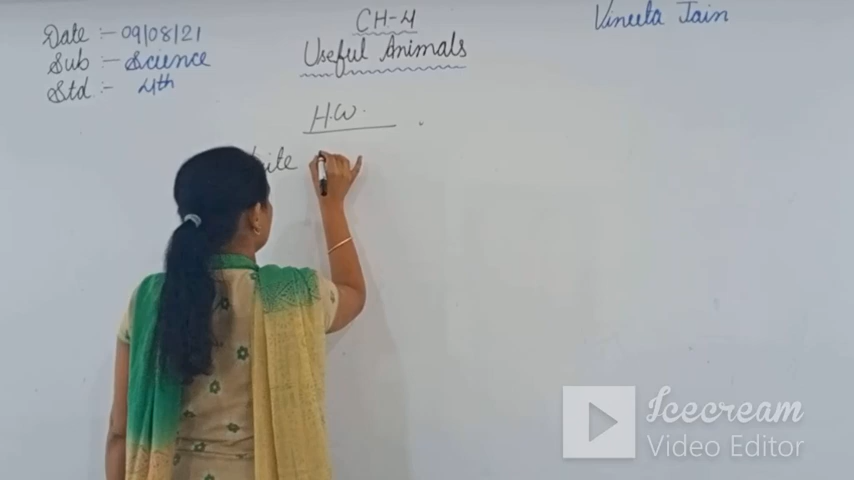 Date :- 09/08/21
Sub :- Science
Std :- 4th
CH-4
Useful Animals
Vineeta Jain
H.W.
Icecream
Video Editor